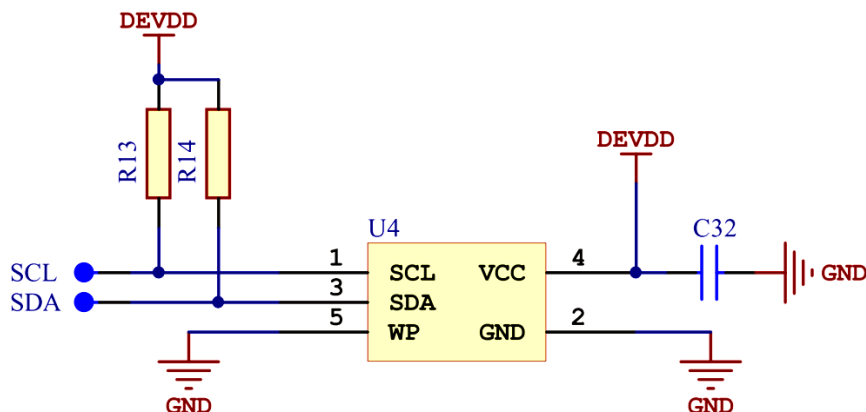 DEVDD
R13
R14
DEVDD
U4
C32
SCL
1
SCL
VCC
4
GND
SDA
3
SDA
5
WP
GND
2
GND
GND